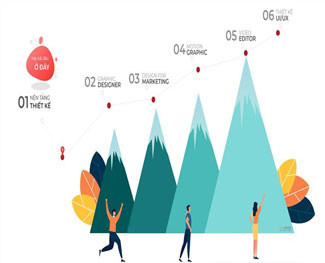 Hãy bắt đầu
Ở ĐÂY
01 NỀN TẢNG
THIẾT KẾ
02 GRAPHIC
DESIGNER
03 DESIGN FOR
MARKETING
04 MOTION
GRAPHIC
05 VIDEO
EDITOR
06 THIẾT KẾ
UI/UX